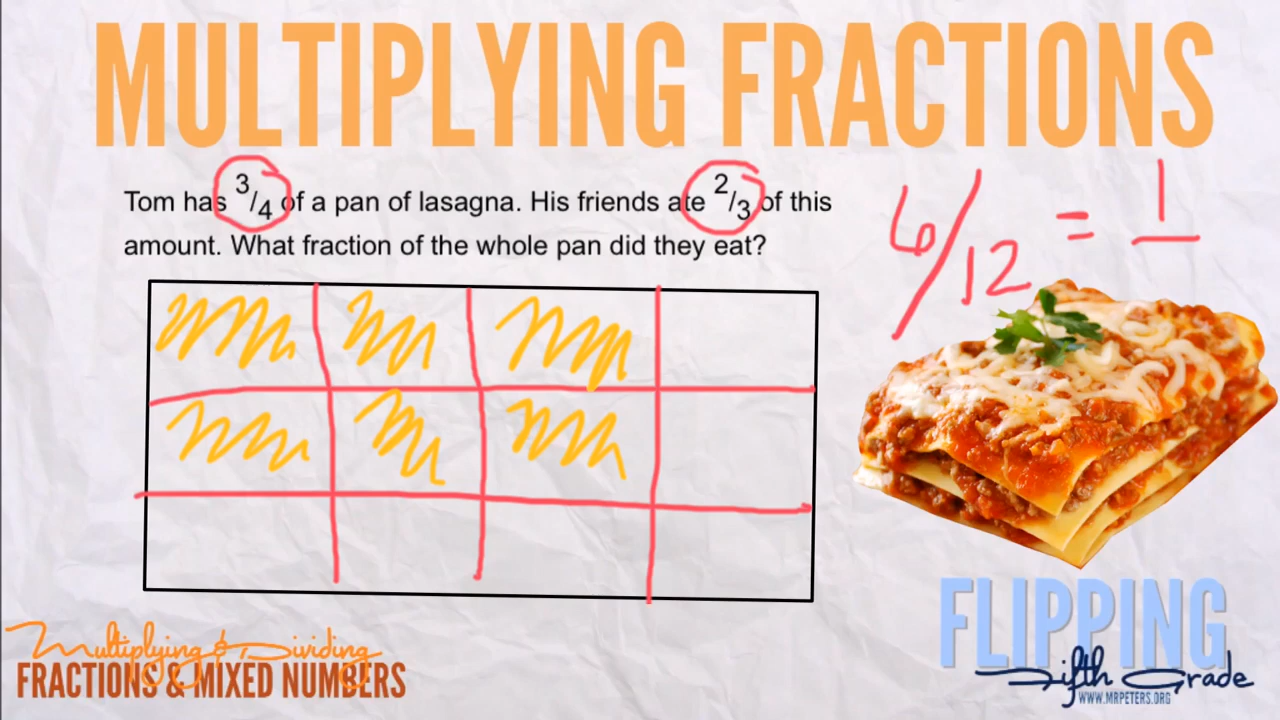 MULTIPLYING FRACTIONS
Tom has 3/4 of a pan of lasagna. His friends ate 2/3 of this
amount. What fraction of the whole pan did they eat?
6/12 = 1
FLIPPING
Fifth Grade
WWW.MRPETERS.ORG
Multiplying & Dividing
FRACTIONS & MIXED NUMBERS